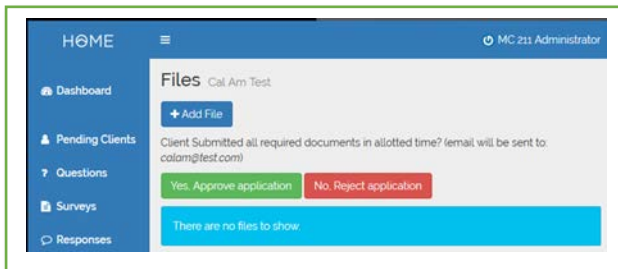 HOME
MC 211 Administrator
Dashboard
Pending Clients
Questions
Surveys
Responses
Files Cal Am Test
+ Add File
Client Submitted all required documents in allotted time? (email will be sent to:
calam@test.com)
Yes, Approve application No, Reject application
There are no files to show.